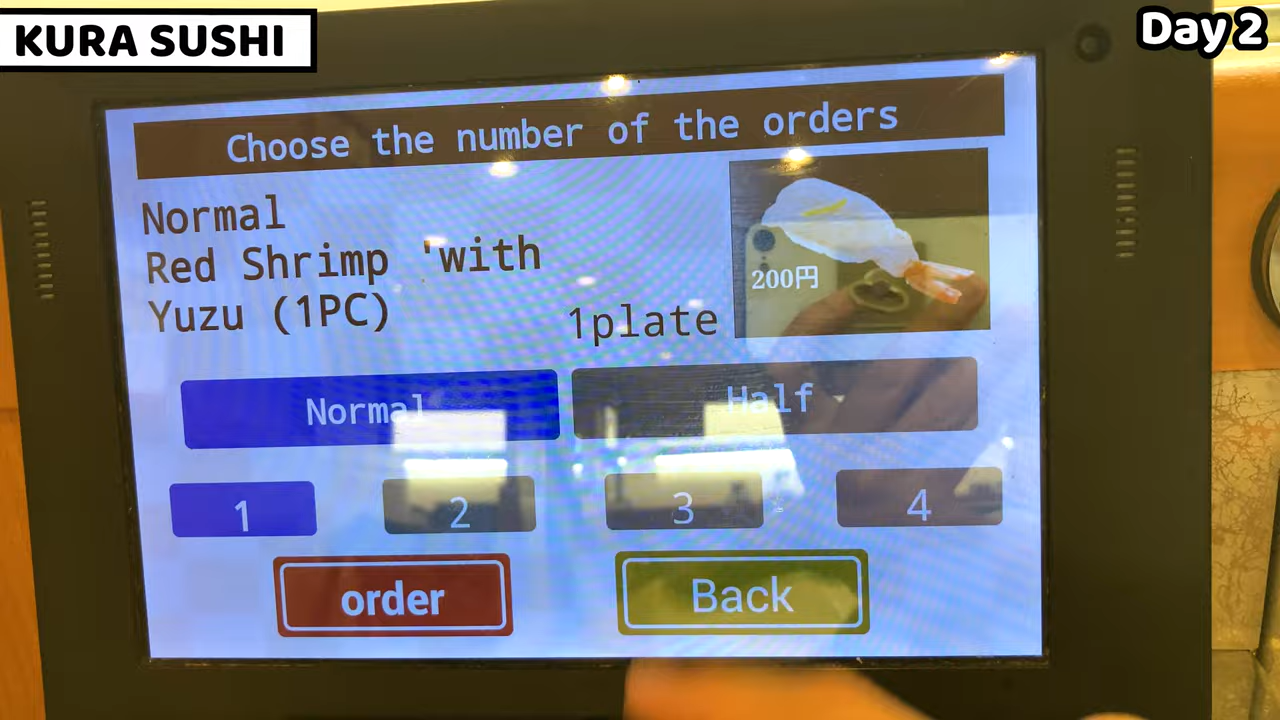 KURA SUSHI
Day 2
Choose the number of the orders
Normal
Red Shrimp 'with
Yuzu (1PC)
1plate
200円
Normal
Half
1
2
3
4
order
Back